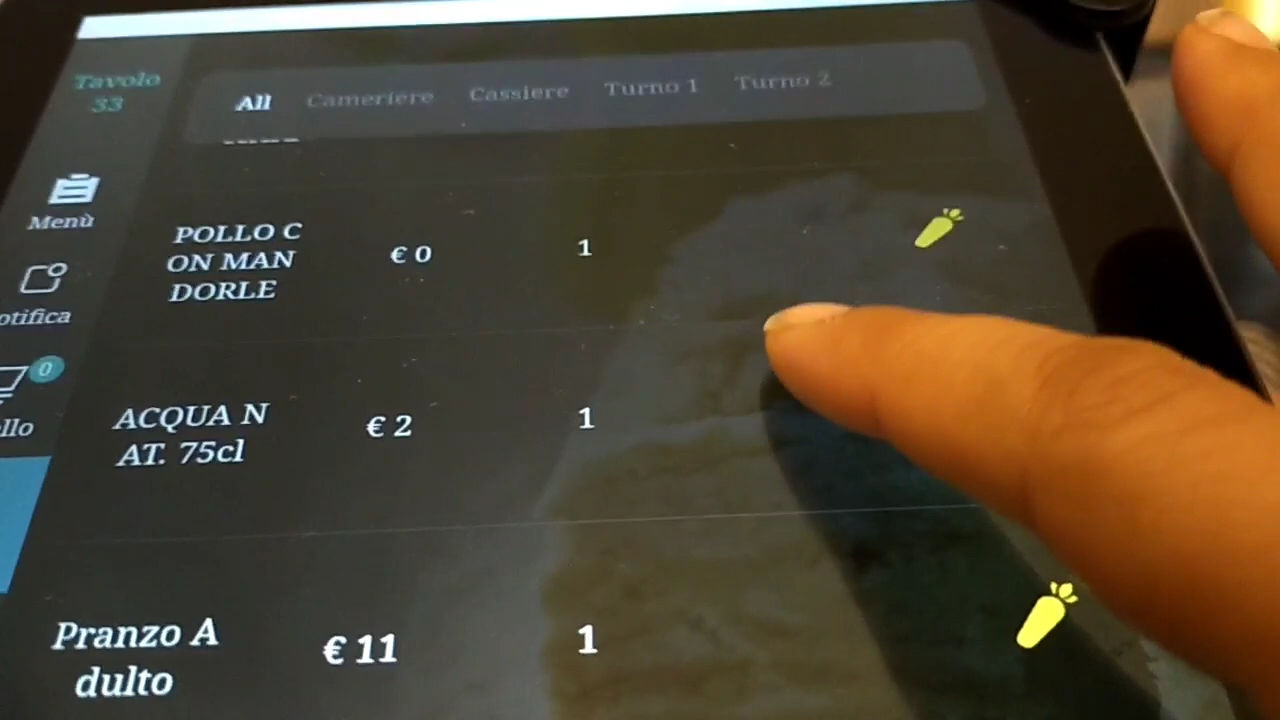 Tavolo
33
All Cameriere Cassiere Turno 1 Turno 2
Menù
otifica
0
llo
POLLO C
ON MAN
DORLE
€ 0
1
ACQUA N
AT. 75cl
€ 2
1
Pranzo A
dulto
€ 11
1